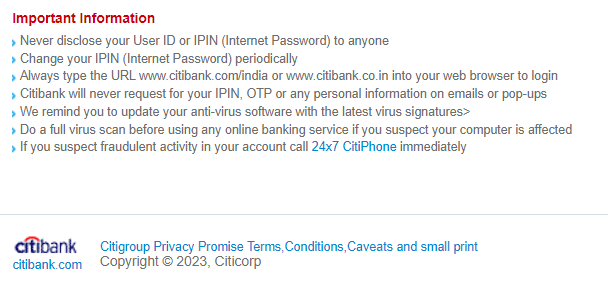 Important Information
Never disclose your User ID or IPIN (Internet Password) to anyone
Change your IPIN (Internet Password) periodically
Always type the URL www.citibank.com/india or www.citibank.co.in into your web browser to login
Citibank will never request for your IPIN, OTP or any personal information on emails or pop-ups
We remind you to update your anti-virus software with the latest virus signatures>
Do a full virus scan before using any online banking service if you suspect your computer is affected
If you suspect fraudulent activity in your account call 24x7 CitiPhone immediately
citibank
citibank.com
Citigroup Privacy Promise Terms,Conditions,Caveats and small print
Copyright © 2023, Citicorp